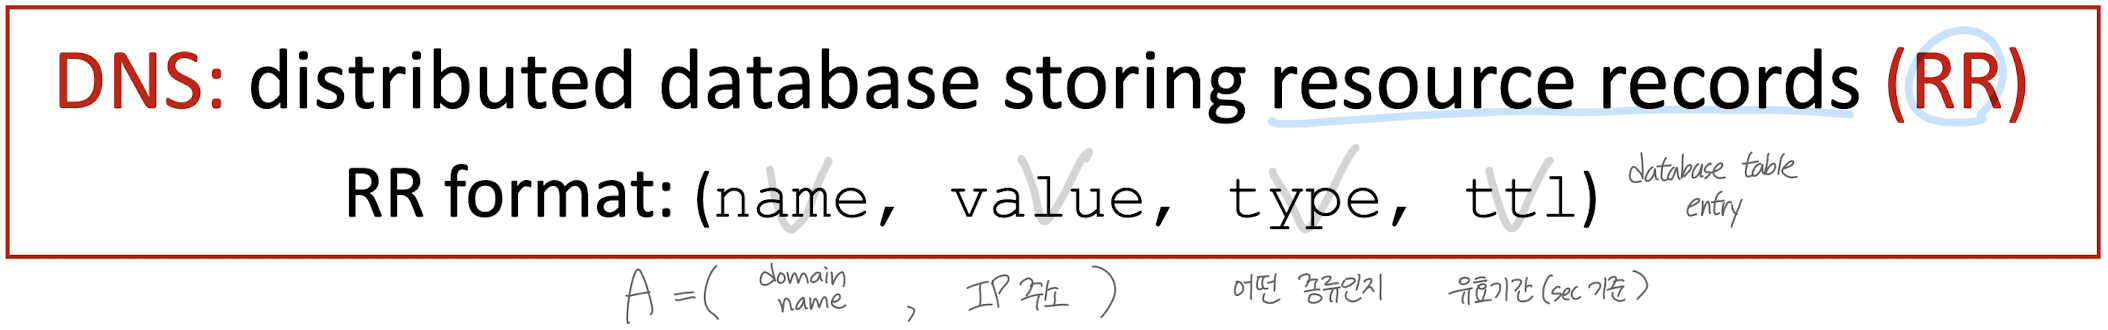 DNS: distributed database storing resource records (RR)
RR format: (name, value, type, ttl)
database table
entry
A = ( domain name , IP 주소 )
어떤 종류인지
유효기간 (sec 기준)